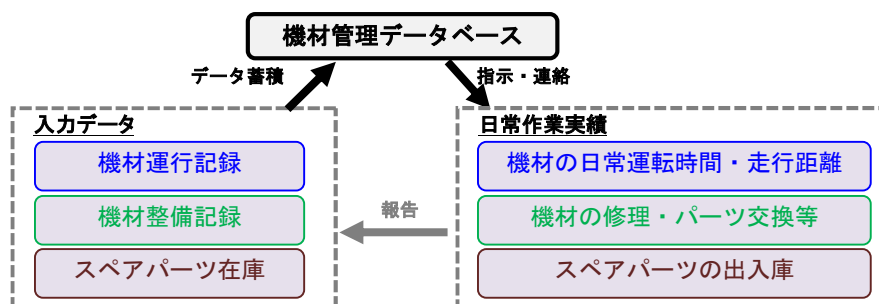 機材管理データベース
データ蓄積
指示・連絡
入力データ
機材運行記録
機材整備記録
スペアパーツ在庫
報告
日常作業実績
機材の日常運転時間・走行距離
機材の修理・パーツ交換等
スペアパーツの出入庫